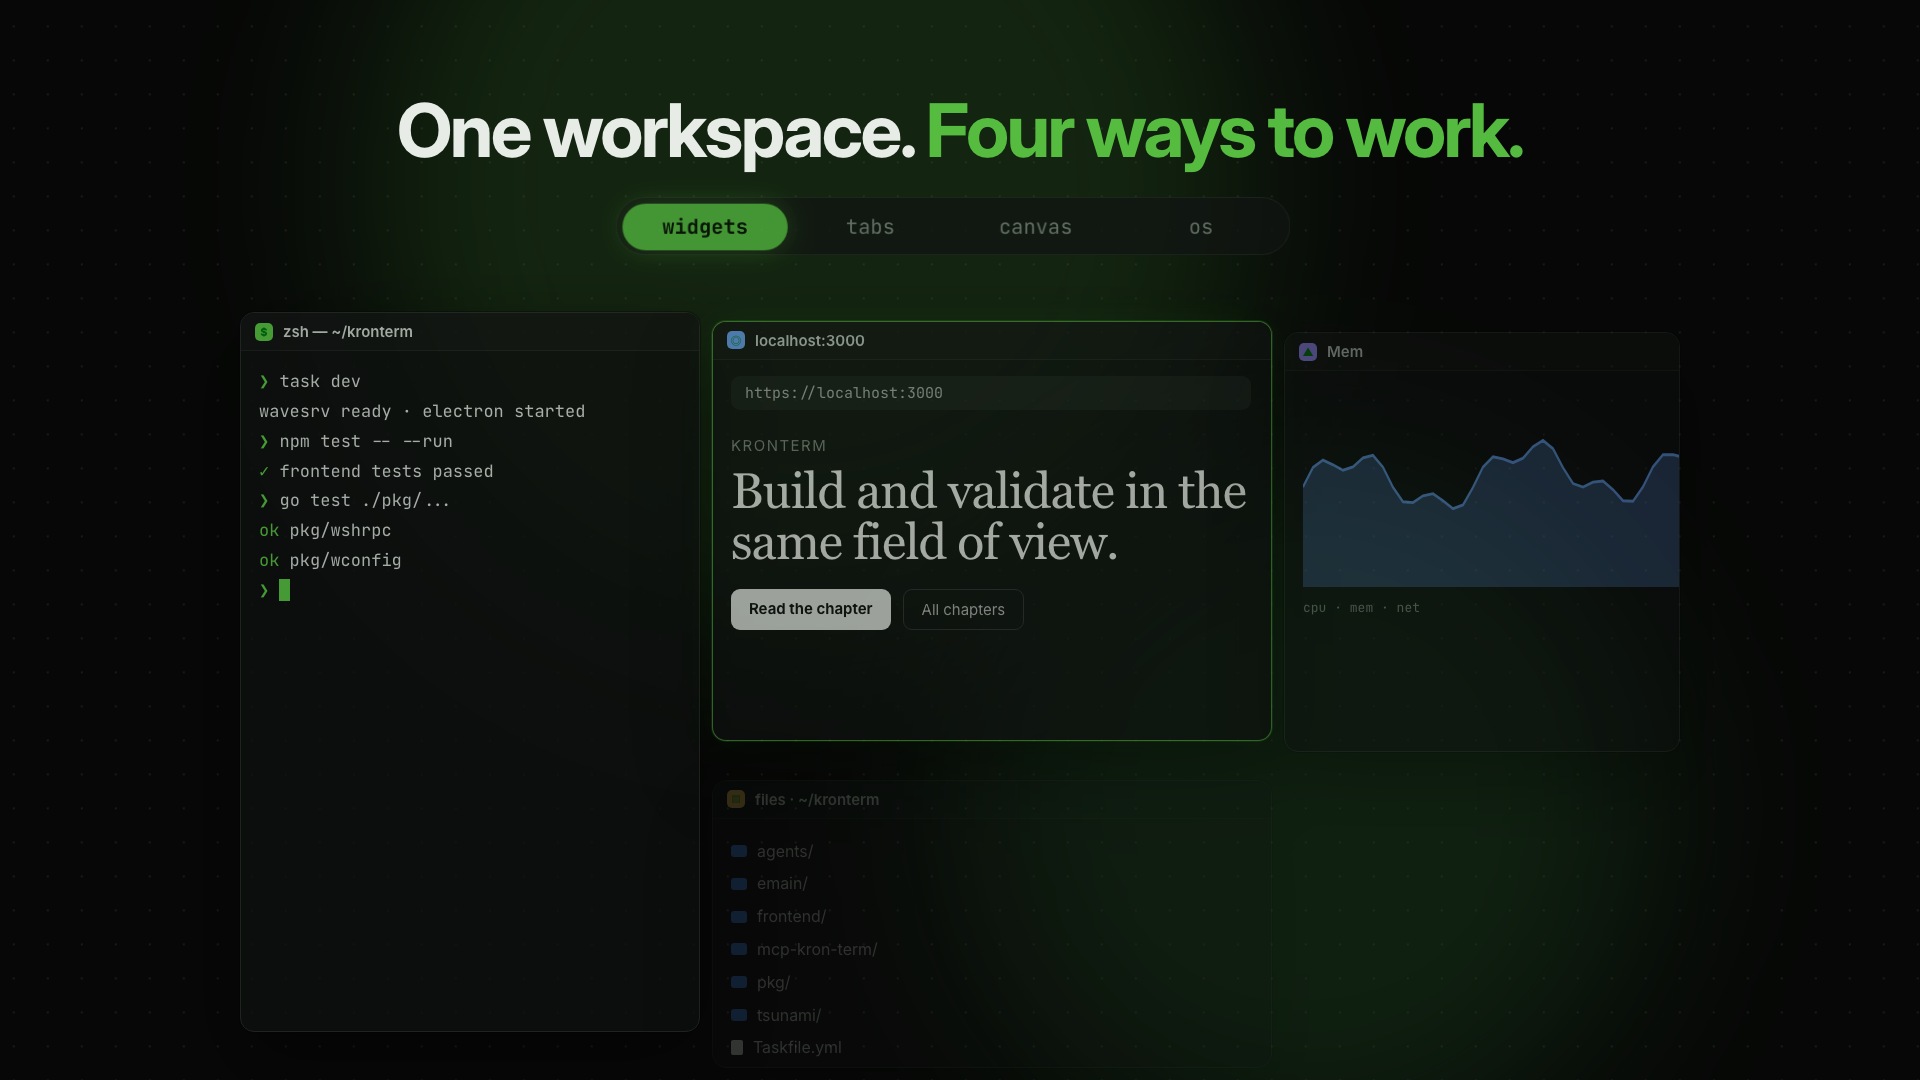 One workspace. Four ways to work.
widgets
tabs
canvas
os
$ zsh — ~/kronterm
❯ task dev
wavesrv ready · electron started
❯ npm test -- --run
✓ frontend tests passed
❯ go test ./pkg/...
ok pkg/wshrpc
ok pkg/wconfig
❯
localhost:3000
https://localhost:3000
KRONTERM
Build and validate in the
same field of view.
Read the chapter
All chapters
Mem
cpu · mem · net
files · ~/kronterm
agents/
emain/
frontend/
mcp-kron-term/
pkg/
tsunami/
Taskfile.yml